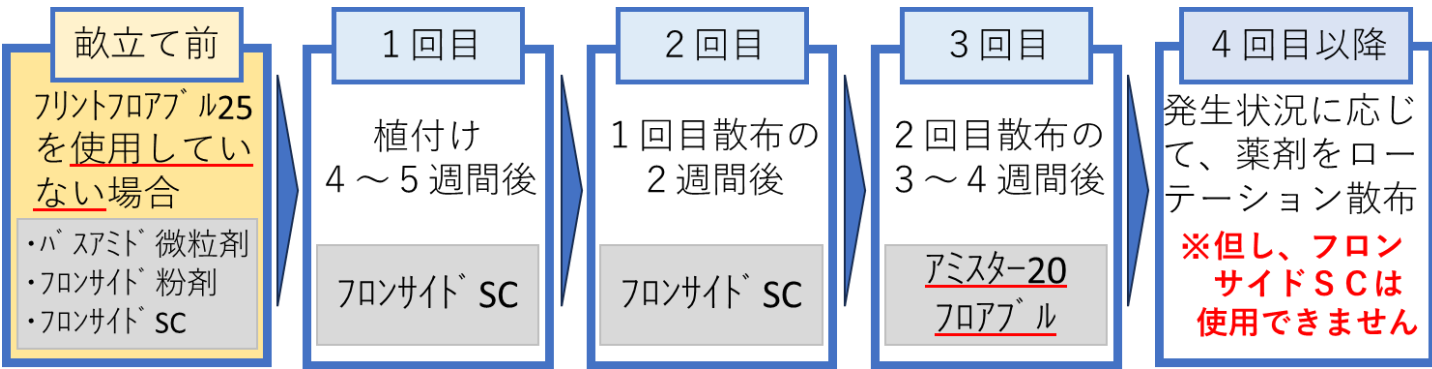 畝立て前
ﾌﾘﾝﾄﾌﾛｱﾌﾞﾙ25
を使用してい
ない場合
・ﾊﾞｽｱﾐﾄﾞ微粒剤
・ﾌﾛﾝｻｲﾄﾞ粉剤
・ﾌﾛﾝｻｲﾄﾞSC
1回目
植付け
4～5週間後
ﾌﾛﾝｻｲﾄﾞSC
2回目
1回目散布の
2週間後
ﾌﾛﾝｻｲﾄﾞSC
3回目
2回目散布の
3～4週間後
ｱﾐｽﾀｰ20
ﾌﾛｱﾌﾞﾙ
4回目以降
発生状況に応じ
て、薬剤をロー
テーション散布
※但し、フロン
サイドＳＣは
使用できません